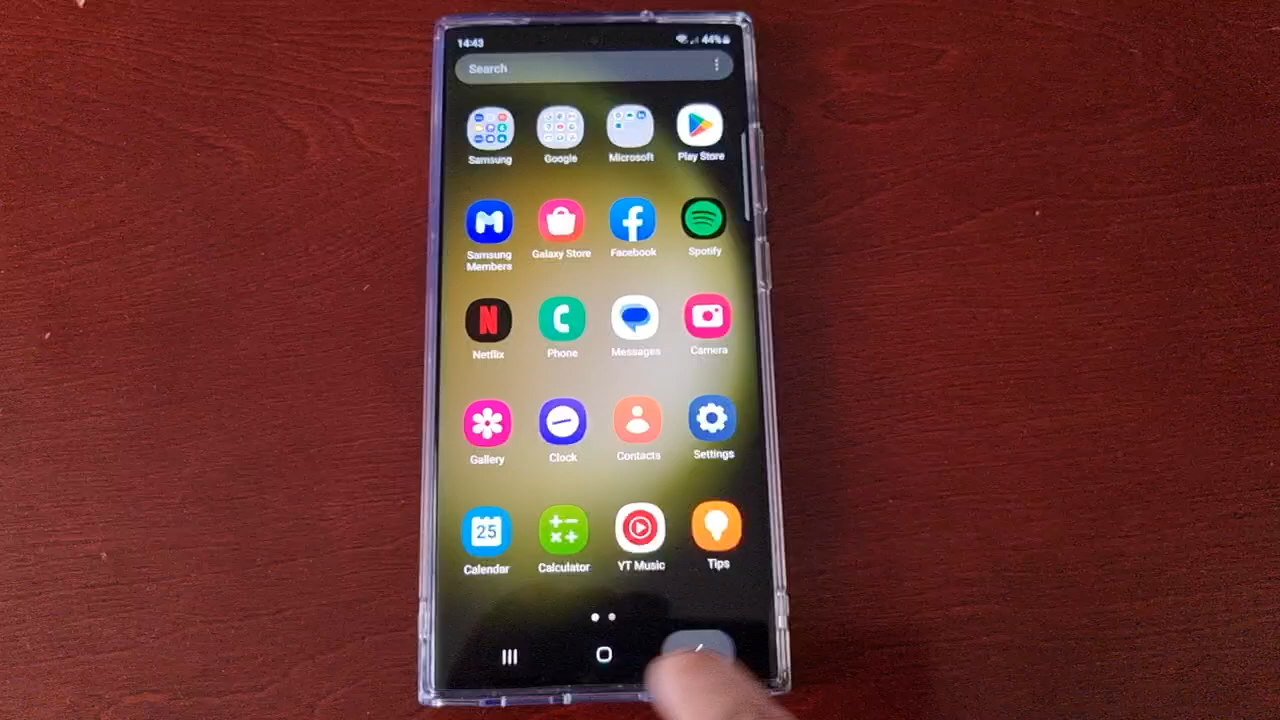 14:43 44%
Search
Samsung Google Microsoft Play Store
Samsung Members Galaxy Store Facebook Spotify
Netflix Phone Messages Camera
Gallery Clock Contacts Settings
25
Calendar Calculator YT Music Tips